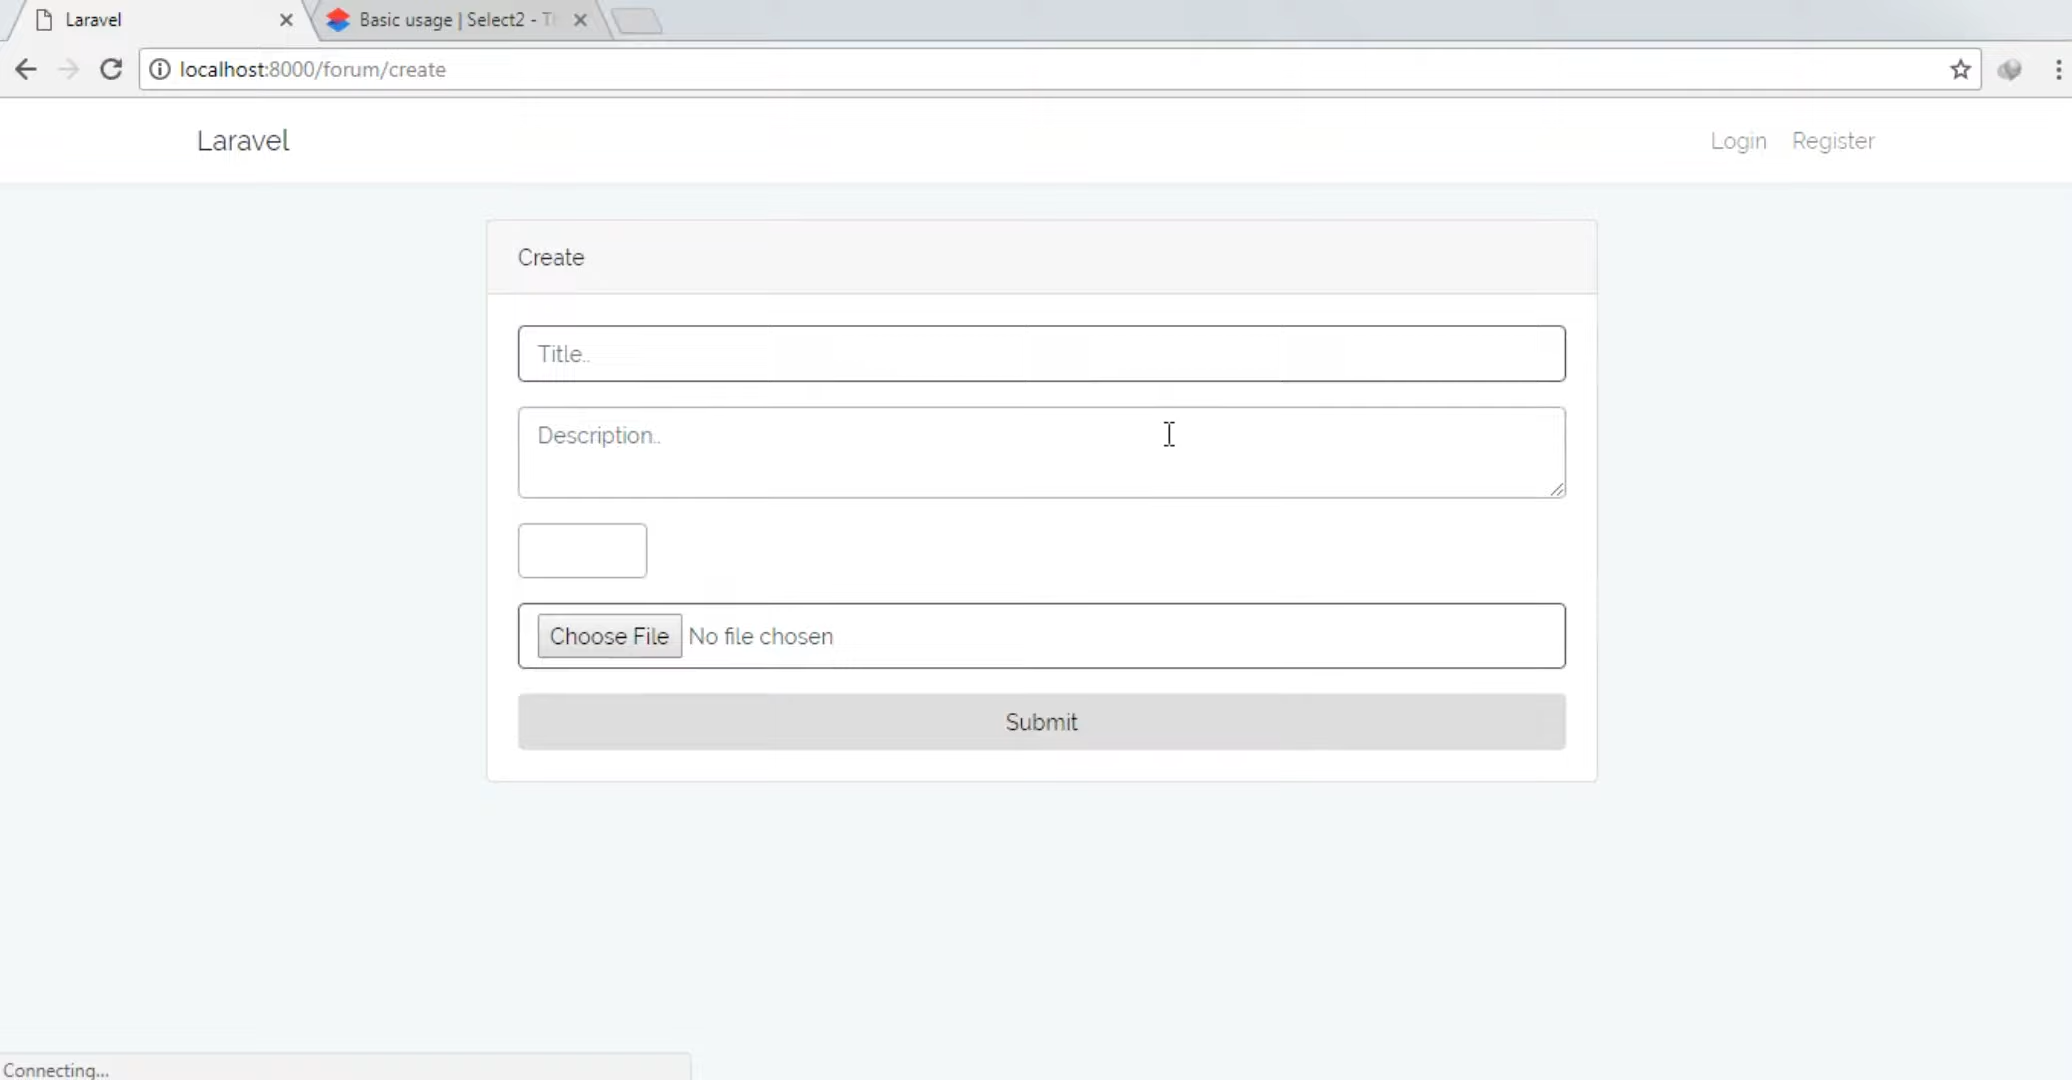 Laravel
Basic usage | Select2 - Th
localhost:8000/forum/create
Laravel
Login Register
Create
Title..
Description..
Choose File No file chosen
Submit
Connecting...